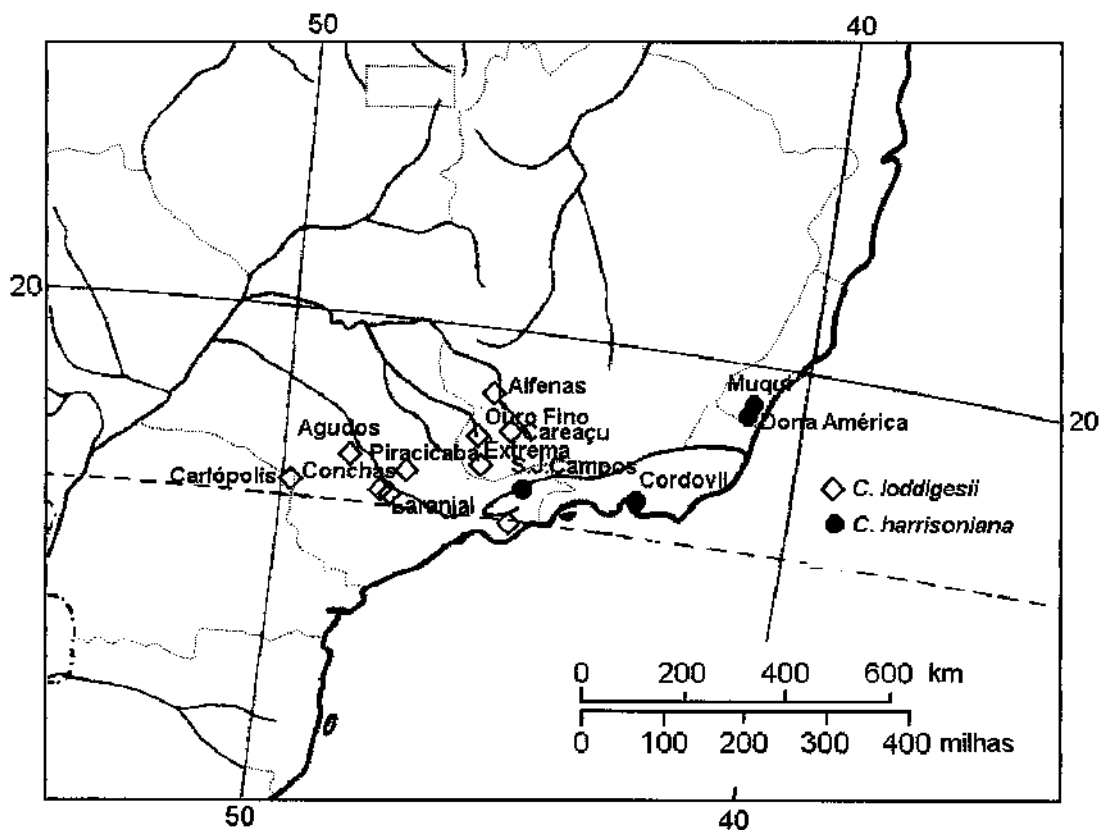 50 40
20
Alfenas
Muqui
Ouro Fino
Dona América
20
Agudos
Careaçu
Piracicaba
Extrema
Carlópolis
Conchas
S.J.Campos
Cordovil
Laranjal
C. loddigesii
C. harrisoniana
0 200 400 600 km
0 100 200 300 400 milhas
50 40